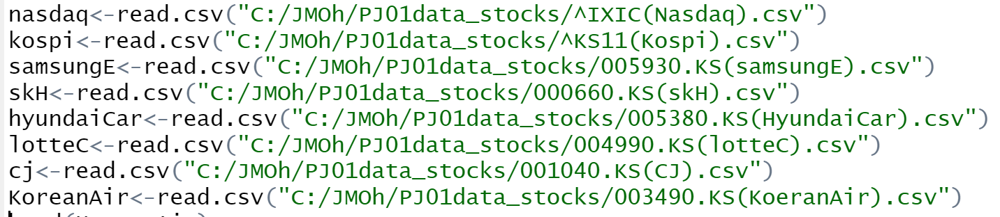 nasdaq<-read.csv("C:/JMOh/PJ01data_stocks/^IXIC(Nasdaq).csv")
kospi<-read.csv("C:/JMOh/PJ01data_stocks/^KS11(Kospi).csv")
samsungE<-read.csv("C:/JMOh/PJ01data_stocks/005930.KS(samsungE).csv")
skH<-read.csv("C:/JMOh/PJ01data_stocks/000660.KS(skH).csv")
hyundaiCar<-read.csv("C:/JMOh/PJ01data_stocks/005380.KS(HyundaiCar).csv")
lotteC<-read.csv("C:/JMOh/PJ01data_stocks/004990.KS(lotteC).csv")
cj<-read.csv("C:/JMOh/PJ01data_stocks/001040.KS(CJ).csv")
KoreanAir<-read.csv("C:/JMOh/PJ01data_stocks/003490.KS(KoeranAir).csv")